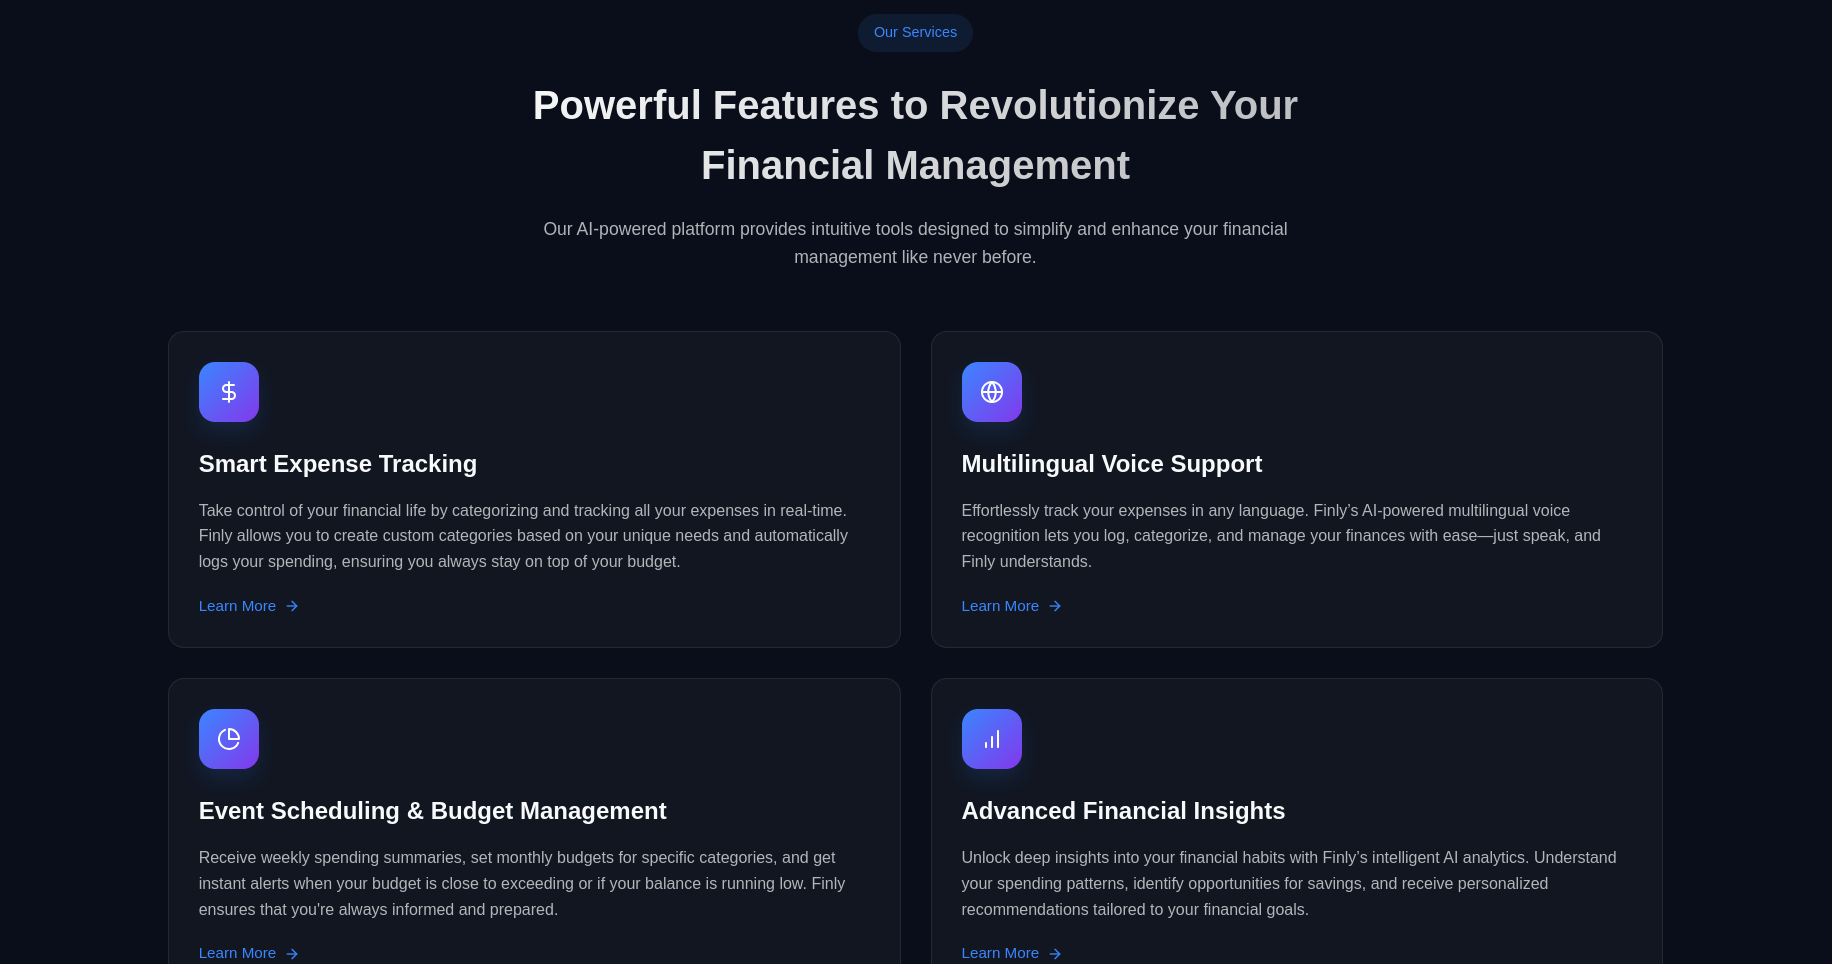 Our Services
Powerful Features to Revolutionize Your
Financial Management
Our AI-powered platform provides intuitive tools designed to simplify and enhance your financial
management like never before.
Smart Expense Tracking
Take control of your financial life by categorizing and tracking all your expenses in real-time.
Finly allows you to create custom categories based on your unique needs and automatically
logs your spending, ensuring you always stay on top of your budget.
Learn More
Multilingual Voice Support
Effortlessly track your expenses in any language. Finly’s AI-powered multilingual voice
recognition lets you log, categorize, and manage your finances with ease—just speak, and
Finly understands.
Learn More
Event Scheduling & Budget Management
Receive weekly spending summaries, set monthly budgets for specific categories, and get
instant alerts when your budget is close to exceeding or if your balance is running low. Finly
ensures that you're always informed and prepared.
Learn More
Advanced Financial Insights
Unlock deep insights into your financial habits with Finly’s intelligent AI analytics. Understand
your spending patterns, identify opportunities for savings, and receive personalized
recommendations tailored to your financial goals.
Learn More